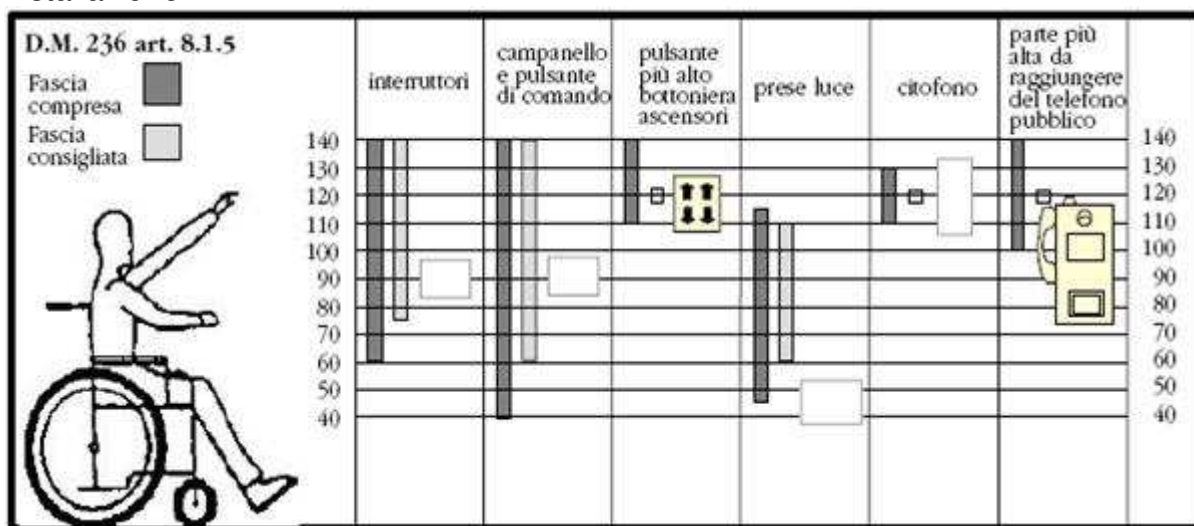 D.M. 236 art. 8.1.5
Fascia
compresa
Fascia
consigliata
interruttori
campanello
e pulsante
di comando
pulsante
più alto
bottoniera
ascensori
prese luce
citofono
parte più
alta da
raggiungere
del telefono
pubblico
140
130
120
110
100
90
80
70
60
50
40
140
130
120
110
100
90
80
70
60
50
40